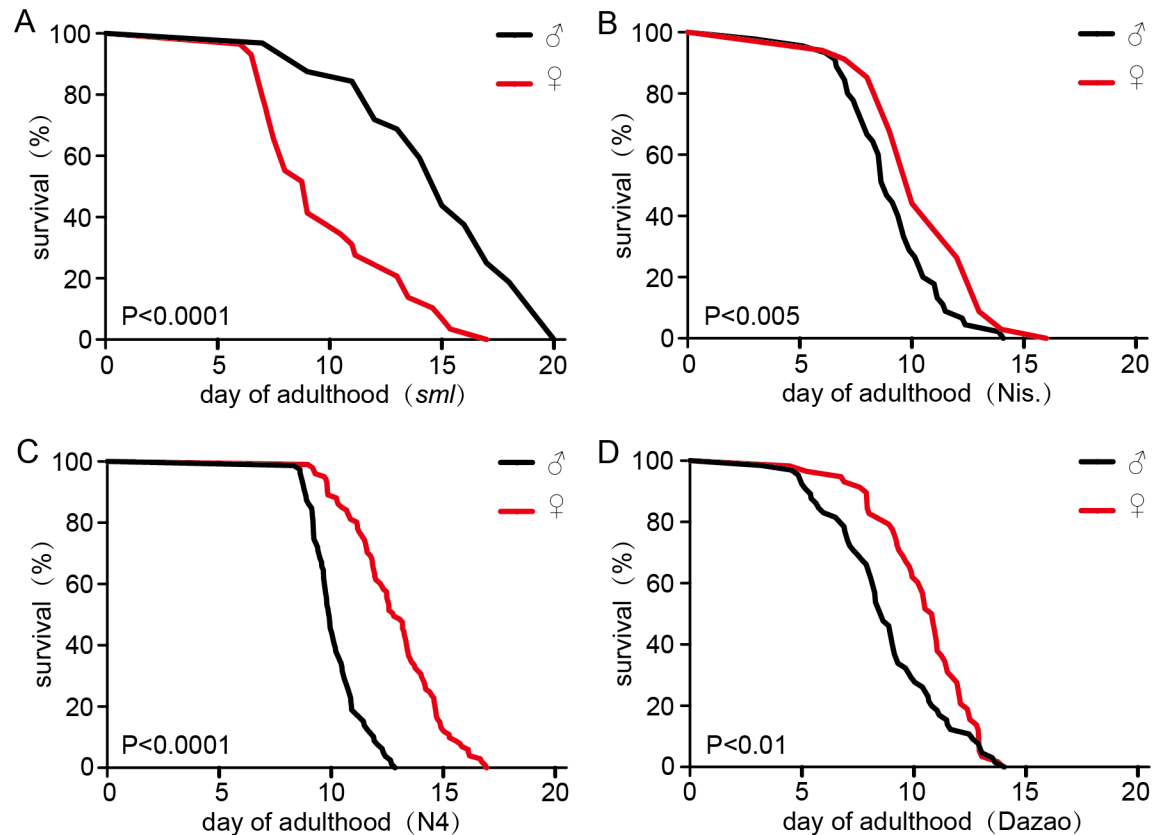 A
100
80
60
40
20
0
survival（%）
♂
♀
P<0.0001
0 5 10 15 20
day of adulthood（sml）
B
100
80
60
40
20
0
survival（%）
♂
♀
P<0.005
0 5 10 15 20
day of adulthood（Nis.）
C
100
80
60
40
20
0
survival（%）
♂
♀
P<0.0001
0 5 10 15 20
day of adulthood（N4）
D
100
80
60
40
20
0
survival（%）
♂
♀
P<0.01
0 5 10 15 20
day of adulthood（Dazao）